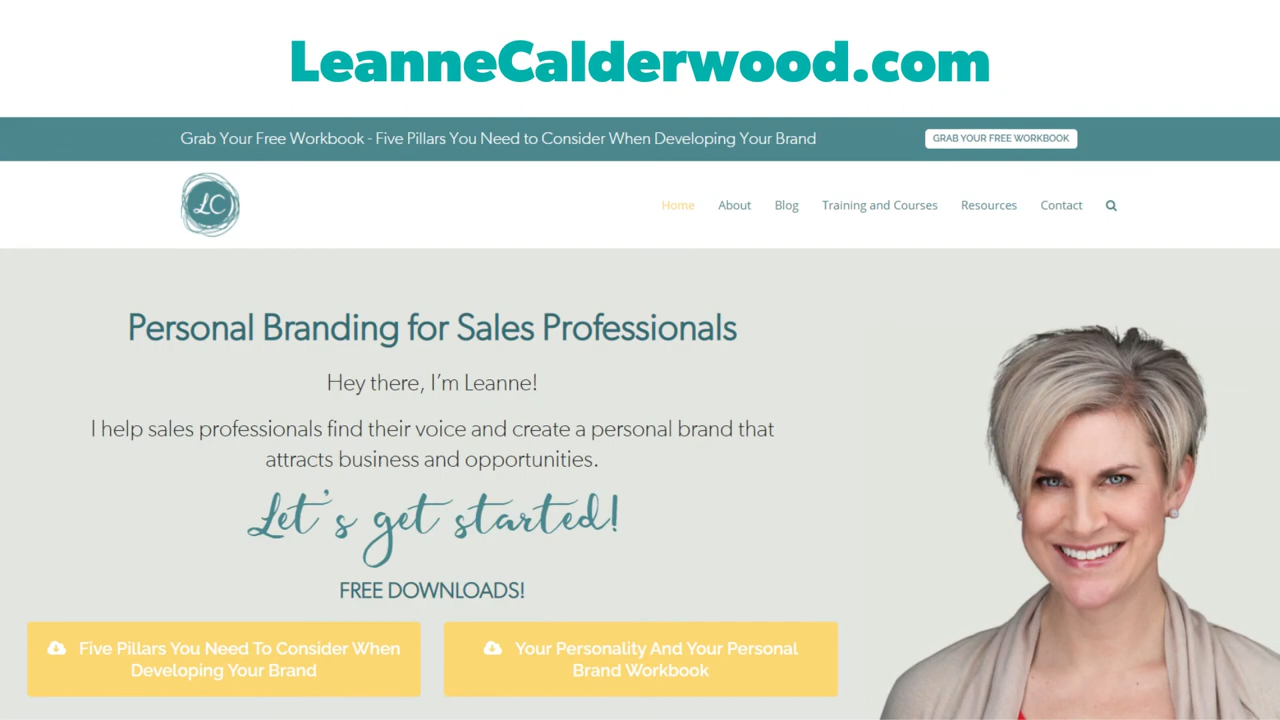 LeanneCalderwood.com
Grab Your Free Workbook - Five Pillars You Need to Consider When Developing Your Brand
GRAB YOUR FREE WORKBOOK
LC
Home About Blog Training and Courses Resources Contact
Personal Branding for Sales Professionals
Hey there, I'm Leanne!
I help sales professionals find their voice and create a personal brand that
attracts business and opportunities.
Let's get started!
FREE DOWNLOADS!
Five Pillars You Need To Consider When
Developing Your Brand
Your Personality And Your Personal
Brand Workbook